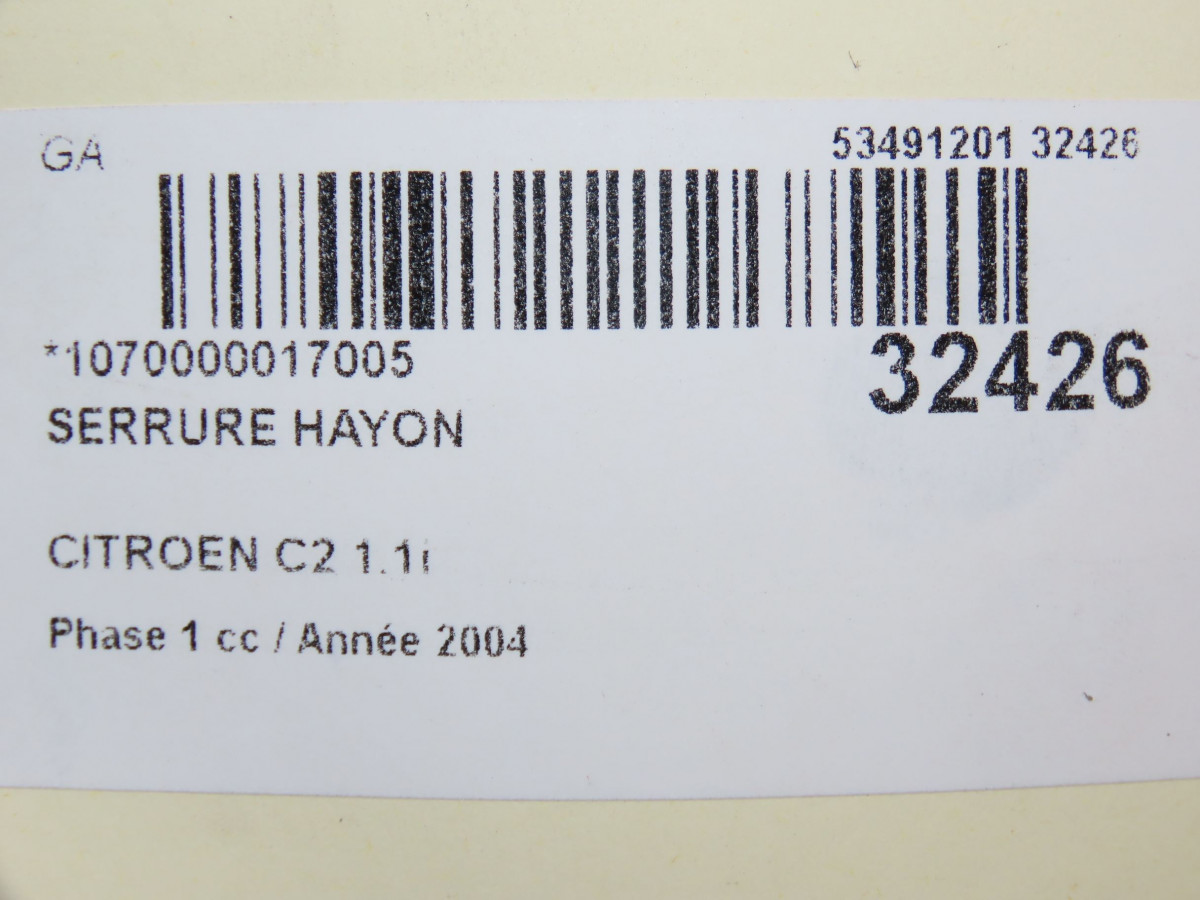 GA 53491201 32426
*1070000017005 32426
SERRURE HAYON
CITROEN C2 1.1i
Phase 1 cc / Année 2004